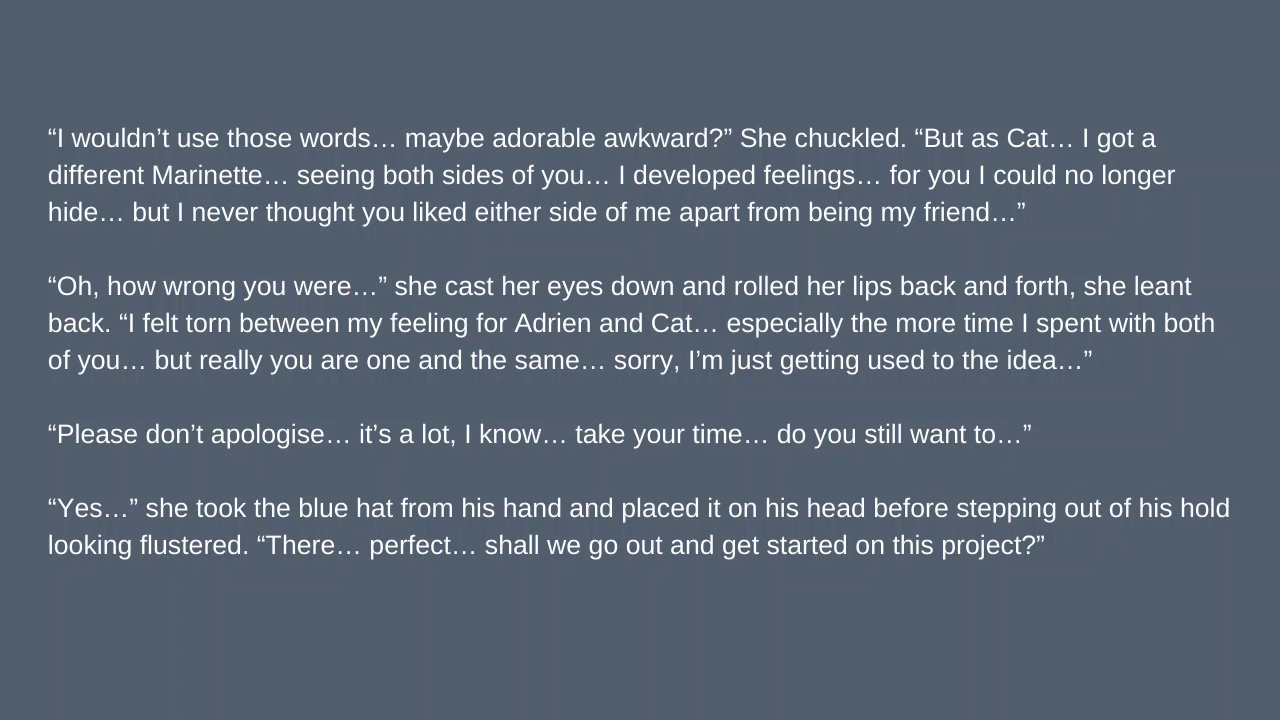 “I wouldn’t use those words… maybe adorable awkward?” She chuckled. “But as Cat… I got a
different Marinette… seeing both sides of you… I developed feelings… for you I could no longer
hide… but I never thought you liked either side of me apart from being my friend…”
“Oh, how wrong you were…” she cast her eyes down and rolled her lips back and forth, she leant
back. “I felt torn between my feeling for Adrien and Cat… especially the more time I spent with both
of you… but really you are one and the same… sorry, I’m just getting used to the idea…”
“Please don’t apologise… it’s a lot, I know… take your time… do you still want to…”
“Yes…” she took the blue hat from his hand and placed it on his head before stepping out of his hold
looking flustered. “There… perfect… shall we go out and get started on this project?”